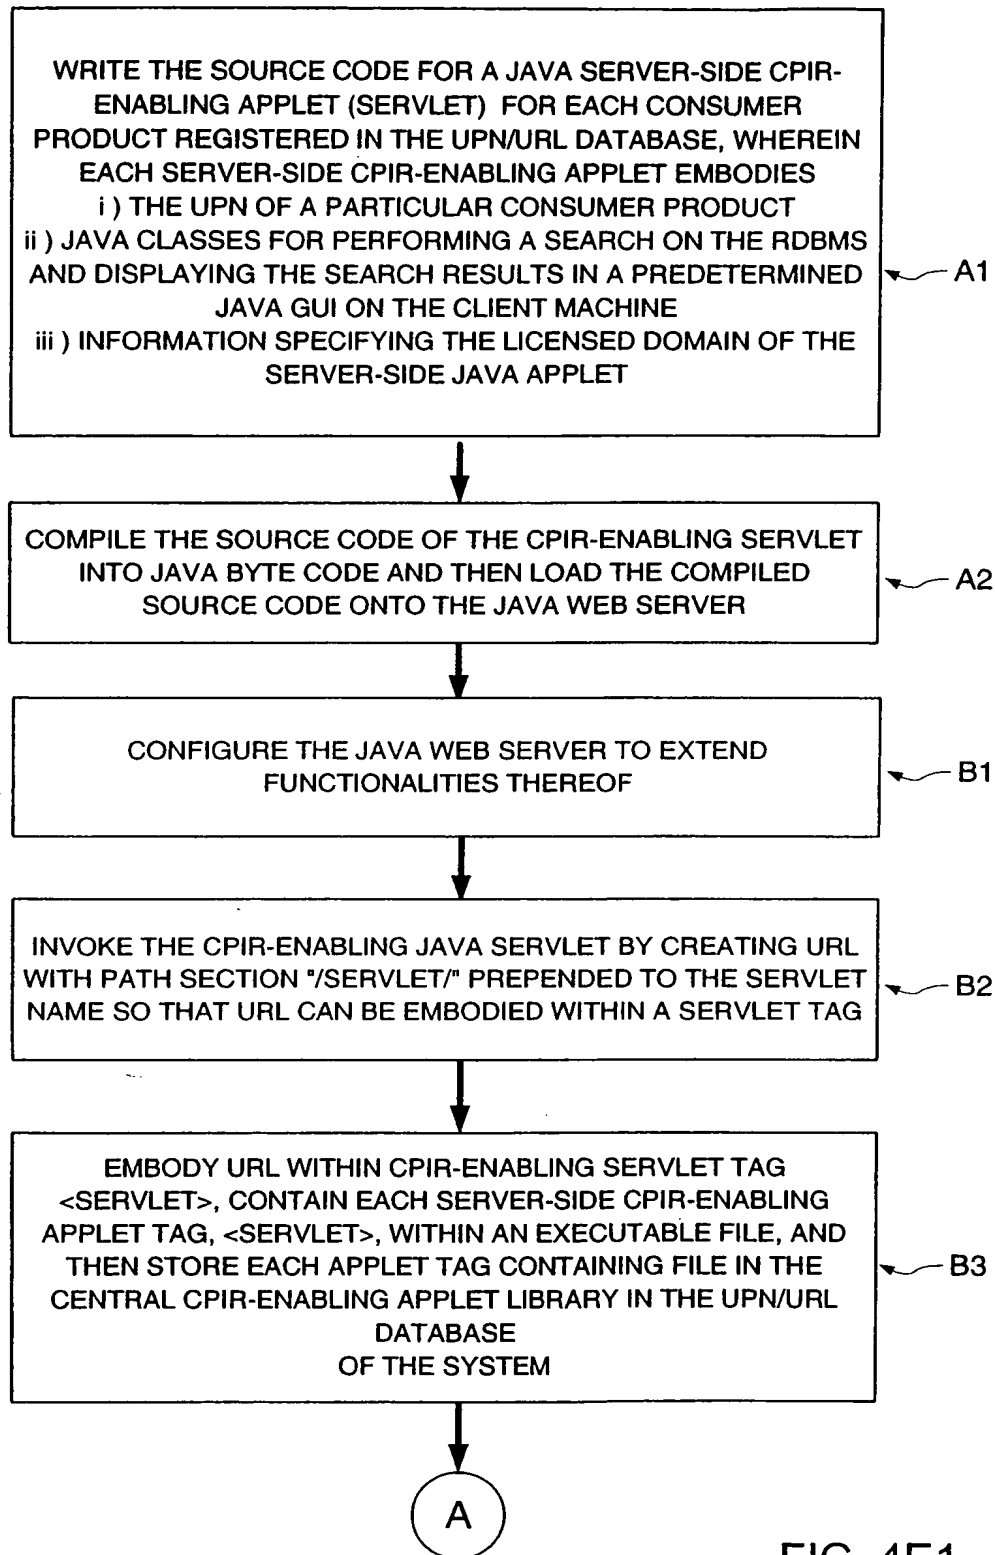 WRITE THE SOURCE CODE FOR A JAVA SERVER-SIDE CPIR-
ENABLING APPLET (SERVLET) FOR EACH CONSUMER
PRODUCT REGISTERED IN THE UPN/URL DATABASE, WHEREIN
EACH SERVER-SIDE CPIR-ENABLING APPLET EMBODIES
i ) THE UPN OF A PARTICULAR CONSUMER PRODUCT
ii ) JAVA CLASSES FOR PERFORMING A SEARCH ON THE RDBMS
AND DISPLAYING THE SEARCH RESULTS IN A PREDETERMINED
JAVA GUI ON THE CLIENT MACHINE
iii ) INFORMATION SPECIFYING THE LICENSED DOMAIN OF THE
SERVER-SIDE JAVA APPLET
A1
COMPILE THE SOURCE CODE OF THE CPIR-ENABLING SERVLET
INTO JAVA BYTE CODE AND THEN LOAD THE COMPILED
SOURCE CODE ONTO THE JAVA WEB SERVER
A2
CONFIGURE THE JAVA WEB SERVER TO EXTEND
FUNCTIONALITIES THEREOF
B1
INVOKE THE CPIR-ENABLING JAVA SERVLET BY CREATING URL
WITH PATH SECTION "/SERVLET/" PREPENDED TO THE SERVLET
NAME SO THAT URL CAN BE EMBODIED WITHIN A SERVLET TAG
B2
EMBODY URL WITHIN CPIR-ENABLING SERVLET TAG
<SERVLET>, CONTAIN EACH SERVER-SIDE CPIR-ENABLING
APPLET TAG, <SERVLET>, WITHIN AN EXECUTABLE FILE, AND
THEN STORE EACH APPLET TAG CONTAINING FILE IN THE
CENTRAL CPIR-ENABLING APPLET LIBRARY IN THE UPN/URL
DATABASE
OF THE SYSTEM
B3
A
FIG. 4E1